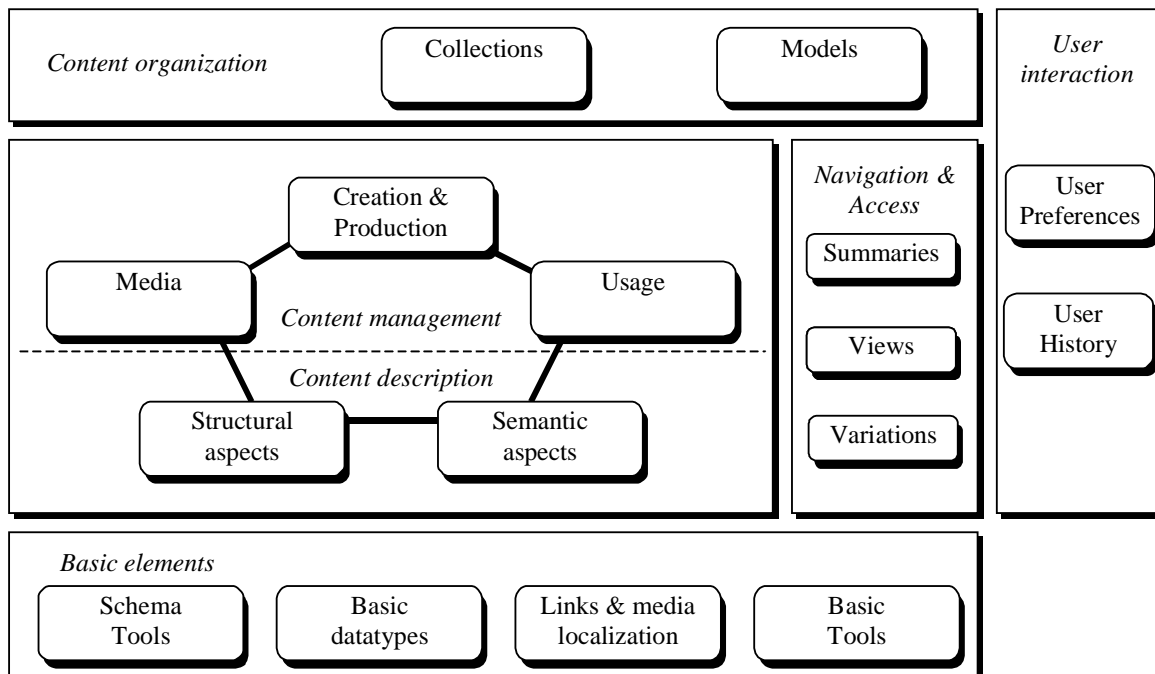 Content organization
Collections
Models
User
interaction
Creation &
Production
Media
Usage
Content management
Content description
Structural
aspects
Semantic
aspects
Navigation &
Access
Summaries
Views
Variations
User
Preferences
User
History
Basic elements
Schema
Tools
Basic
datatypes
Links & media
localization
Basic
Tools